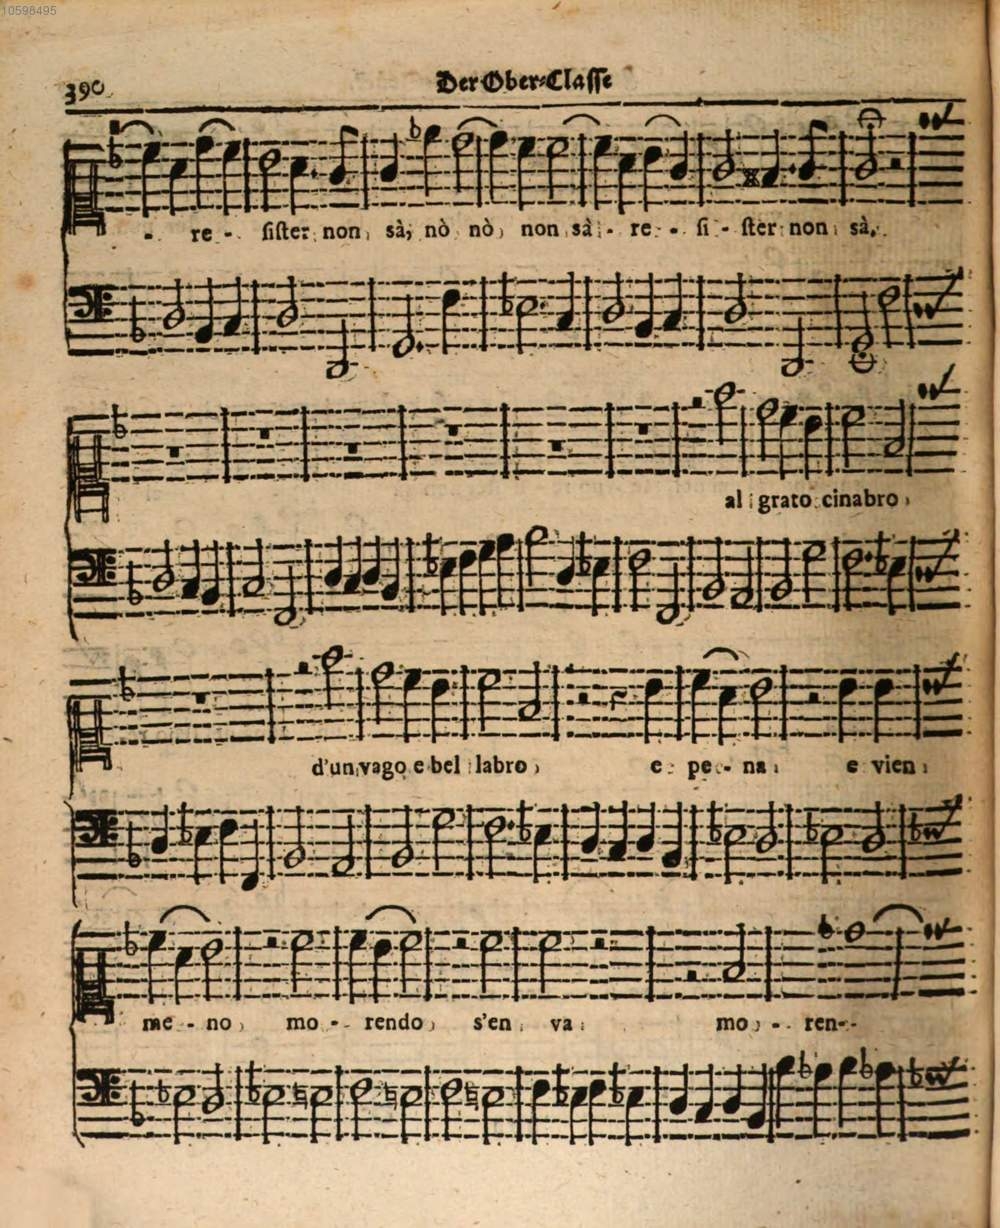 10598495
390 Der Ober-Classe
- re - sister non sà, nò nò, non sà - re - si - ster non sà,
al grato cinabro,
d'un vago e bel labro, e pe - na, e vien
me - no, mo - rendo, s'en va mo - ren-